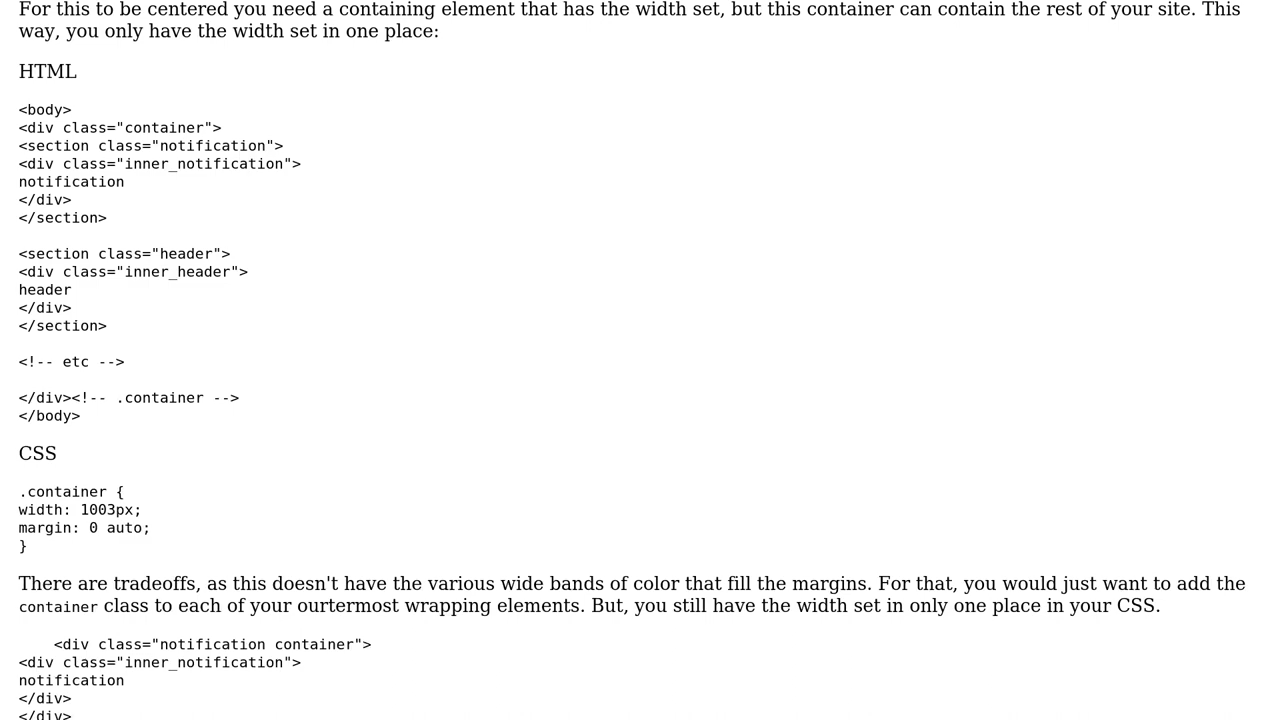 For this to be centered you need a containing element that has the width set, but this container can contain the rest of your site. This
way, you only have the width set in one place:
HTML
<body>
<div class="container">
<section class="notification">
<div class="inner_notification">
notification
</div>
</section>
<section class="header">
<div class="inner_header">
header
</div>
</section>
<!-- etc -->
</div><!-- .container -->
</body>
CSS
.container {
width: 1003px;
margin: 0 auto;
}
There are tradeoffs, as this doesn't have the various wide bands of color that fill the margins. For that, you would just want to add the
container class to each of your ourtermost wrapping elements. But, you still have the width set in only one place in your CSS.
<div class="notification container">
<div class="inner_notification">
notification
</div>
</div>